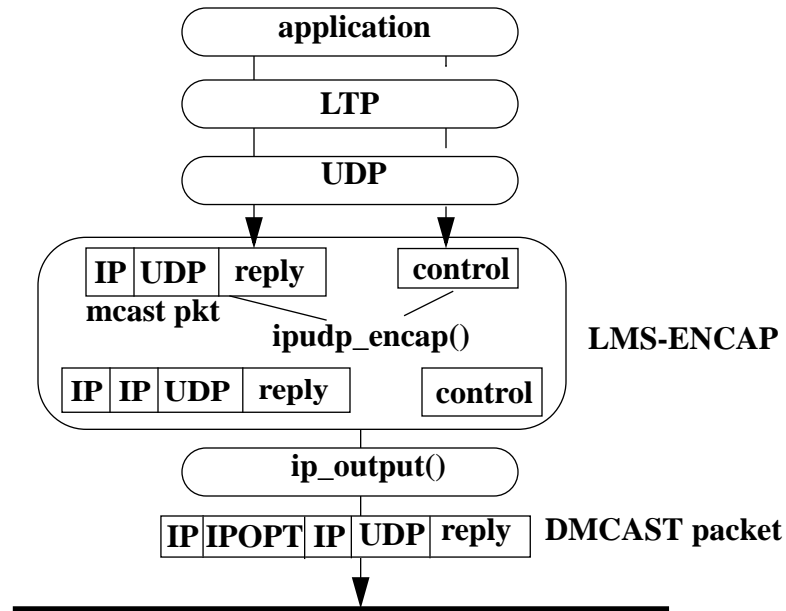 application
LTP
UDP
IP UDP reply control
mcast pkt
ipudp_encap()
LMS-ENCAP
IP IP UDP reply control
ip_output()
IP IPOPT IP UDP reply DMCAST packet